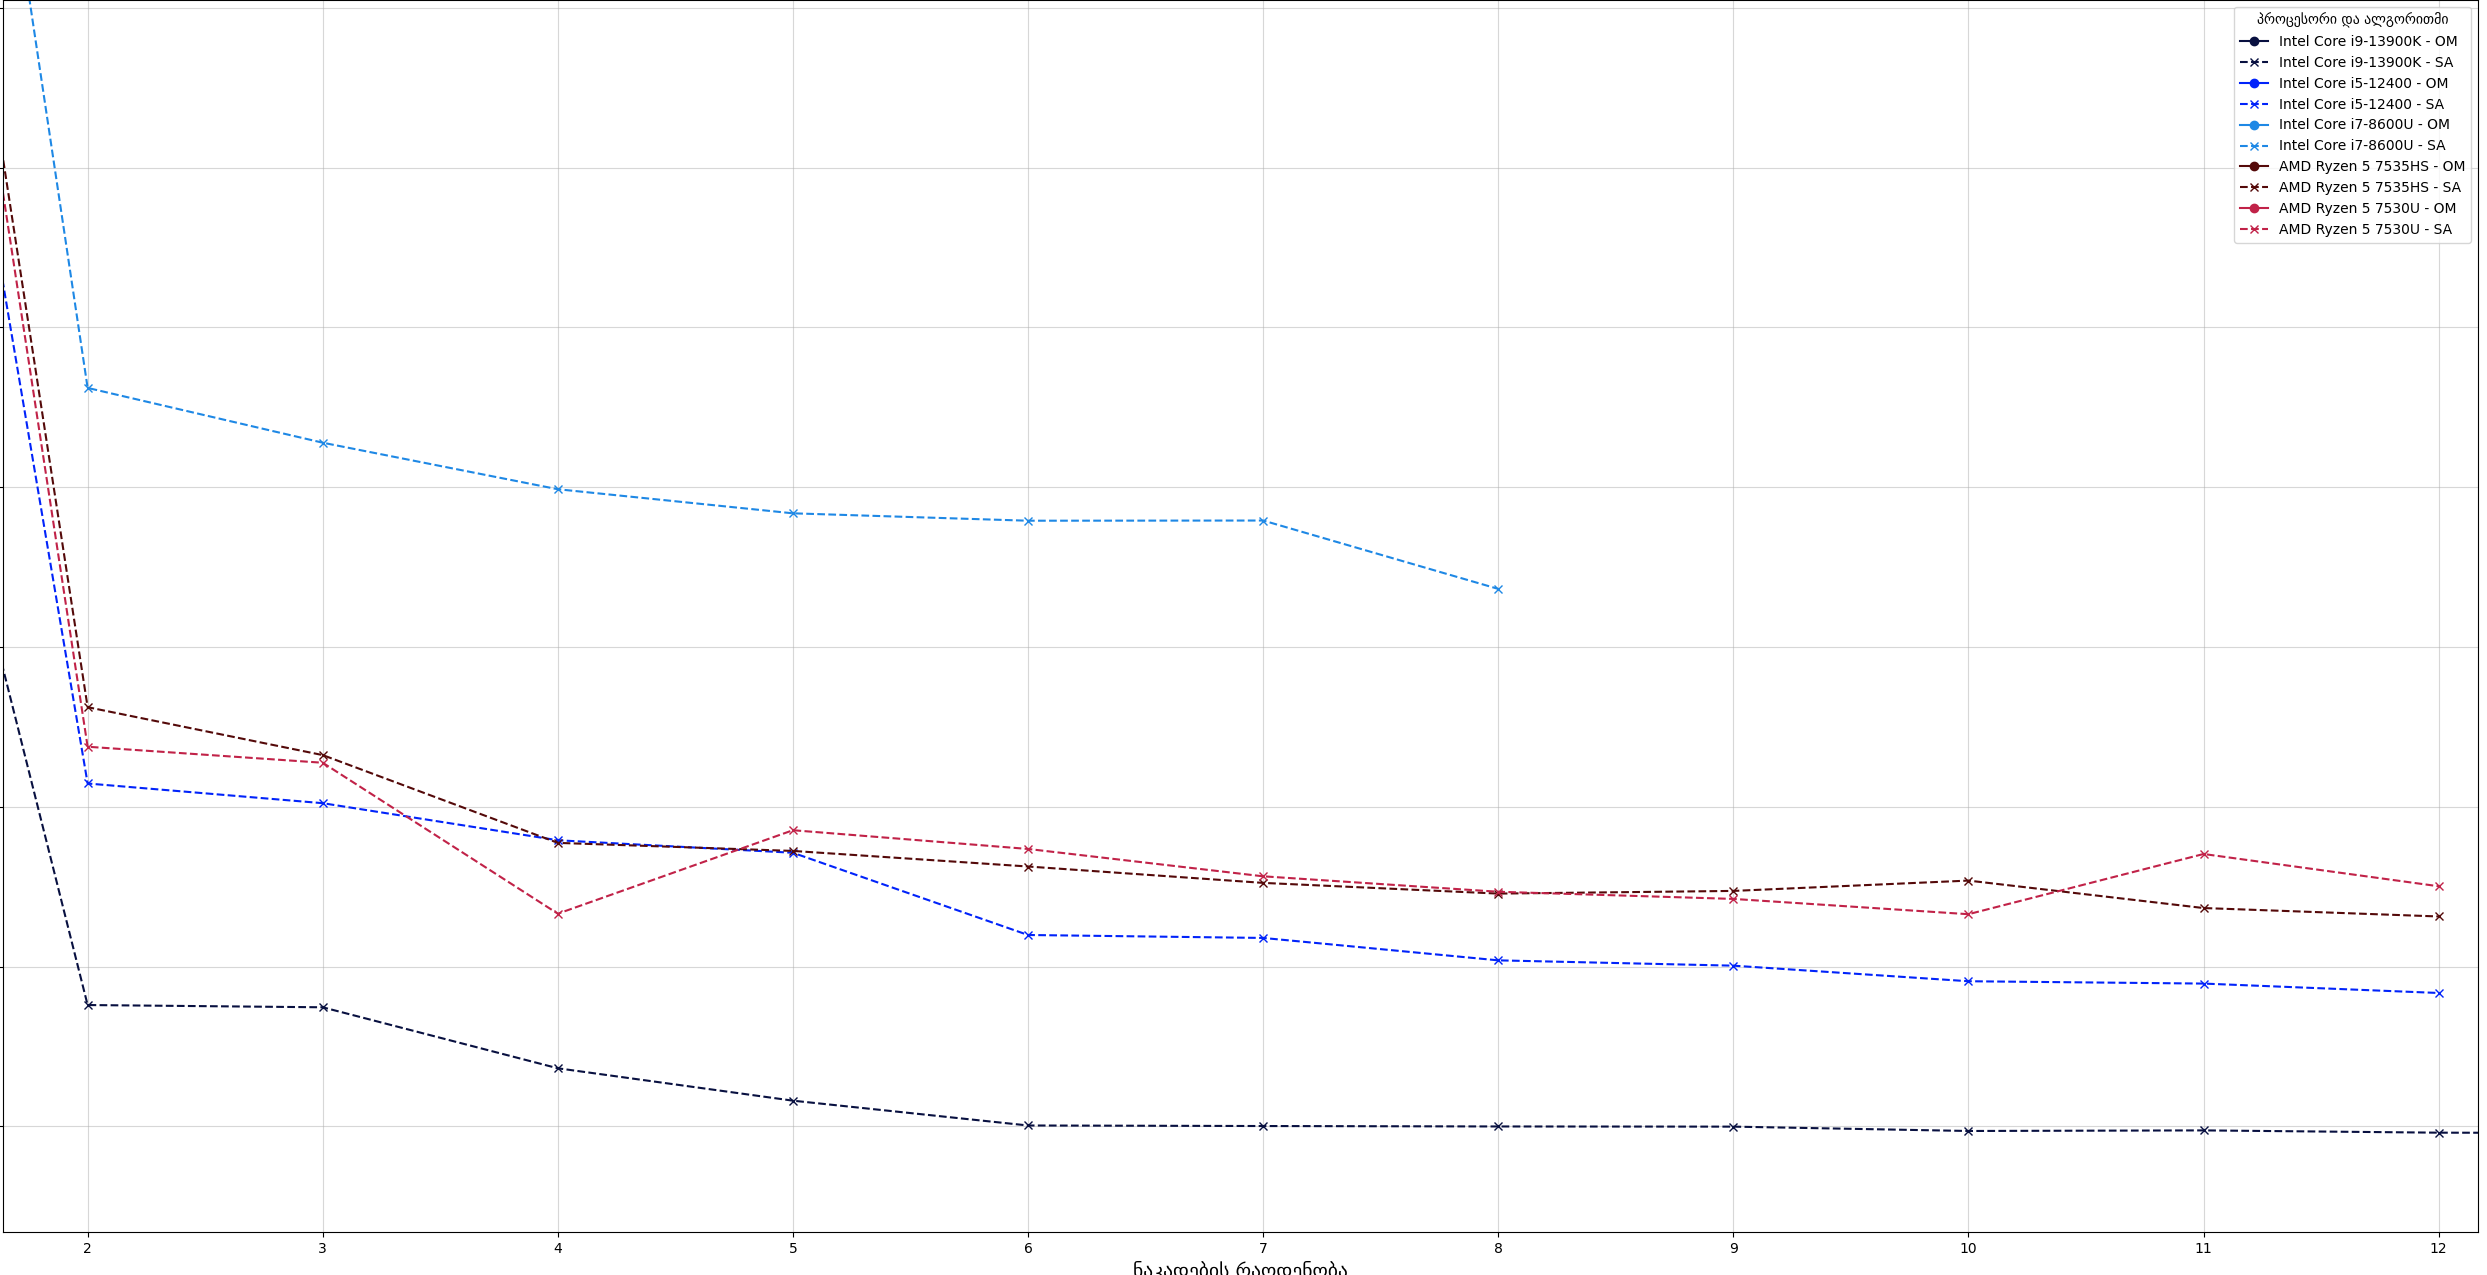 პროცესორი და ალგორითმი
Intel Core i9-13900K - OM
Intel Core i9-13900K - SA
Intel Core i5-12400 - OM
Intel Core i5-12400 - SA
Intel Core i7-8600U - OM
Intel Core i7-8600U - SA
AMD Ryzen 5 7535HS - OM
AMD Ryzen 5 7535HS - SA
AMD Ryzen 5 7530U - OM
AMD Ryzen 5 7530U - SA
2 3 4 5 6 7 8 9 10 11 12
ნაკადების რაოდენობა